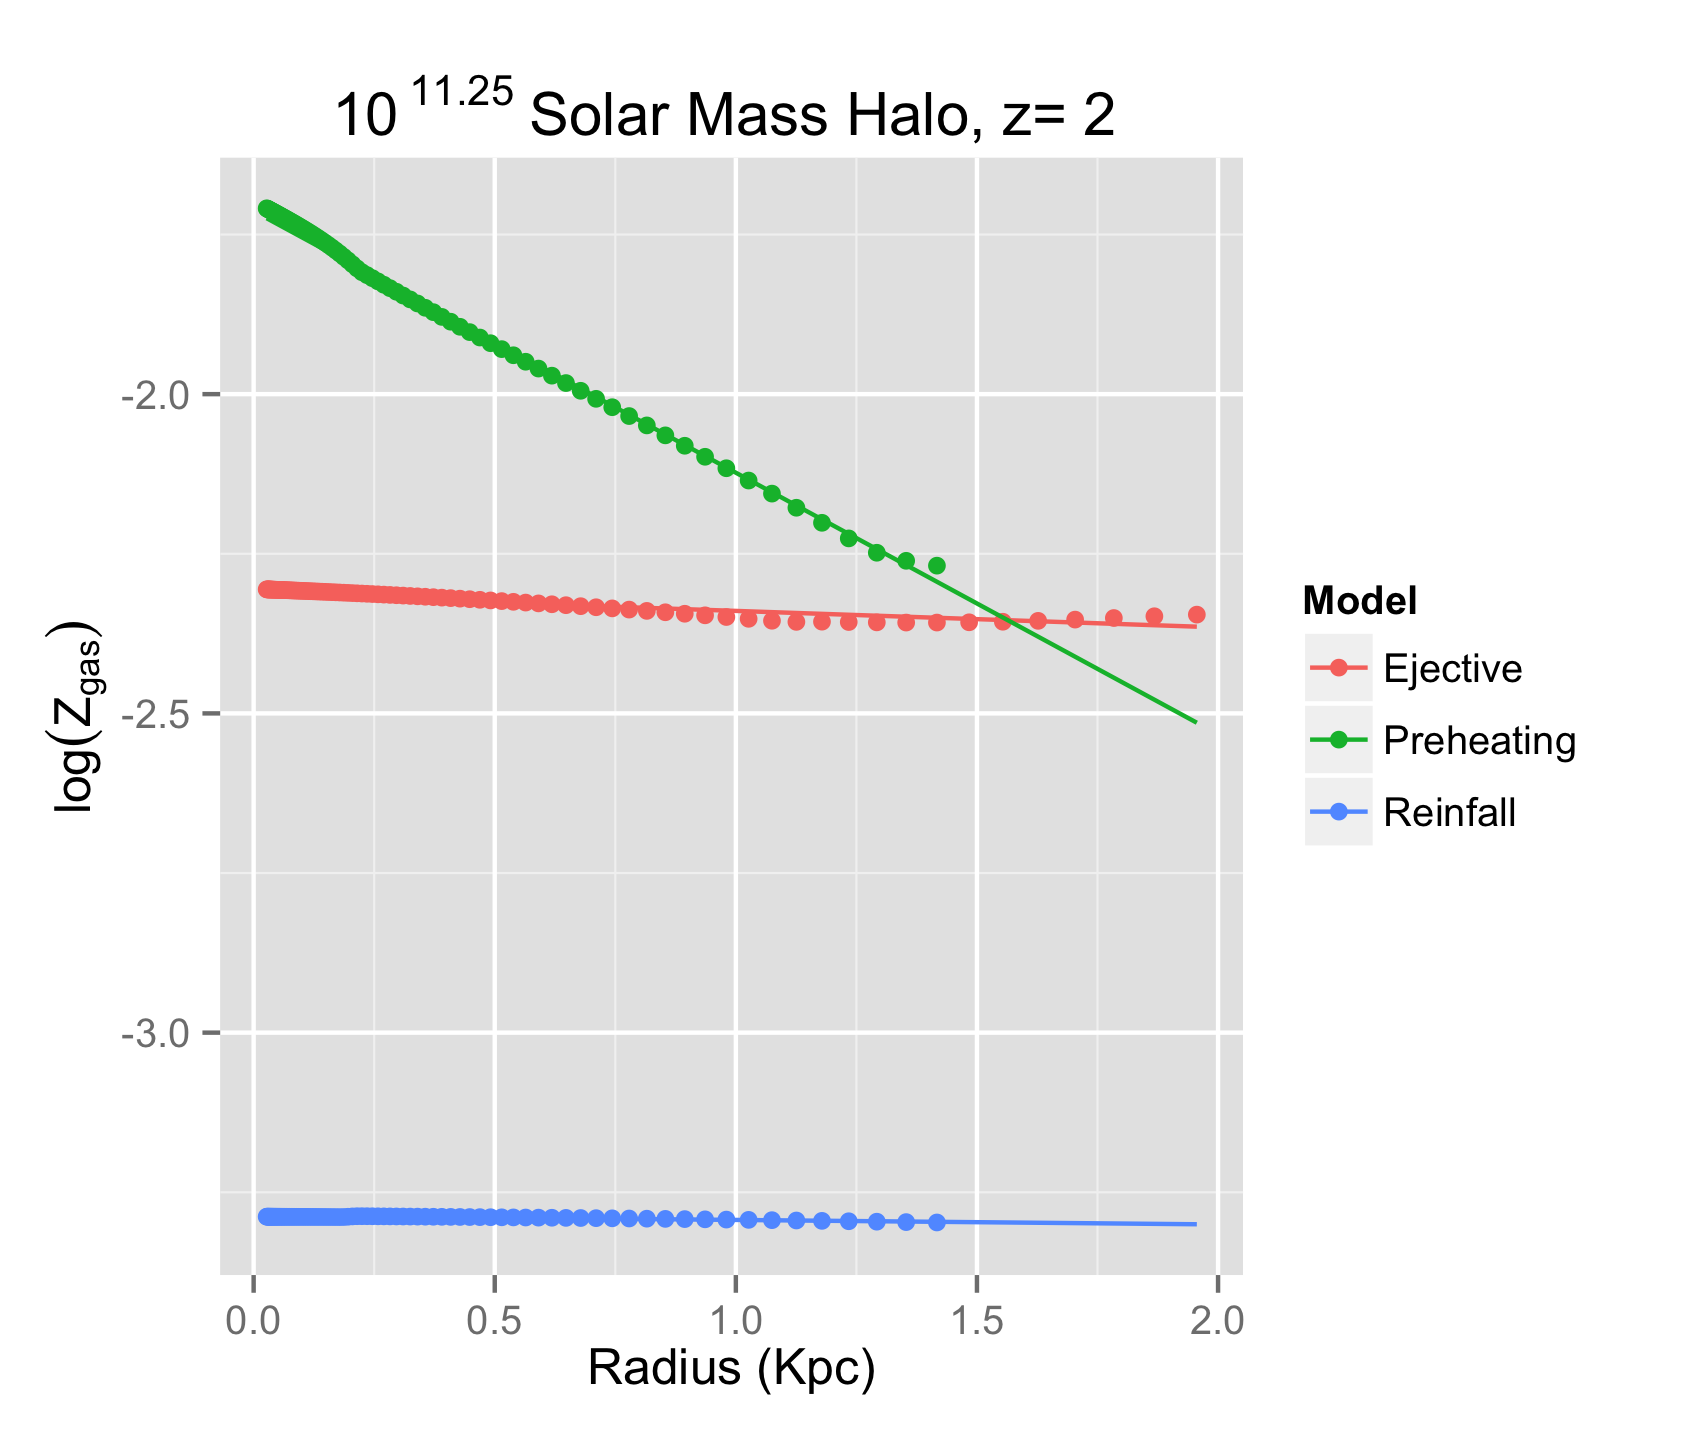 10 11.25 Solar Mass Halo, z= 2
log(Zgas)
-2.0
-2.5
-3.0
0.0 0.5 1.0 1.5 2.0
Radius (Kpc)
Model
Ejective
Preheating
Reinfall